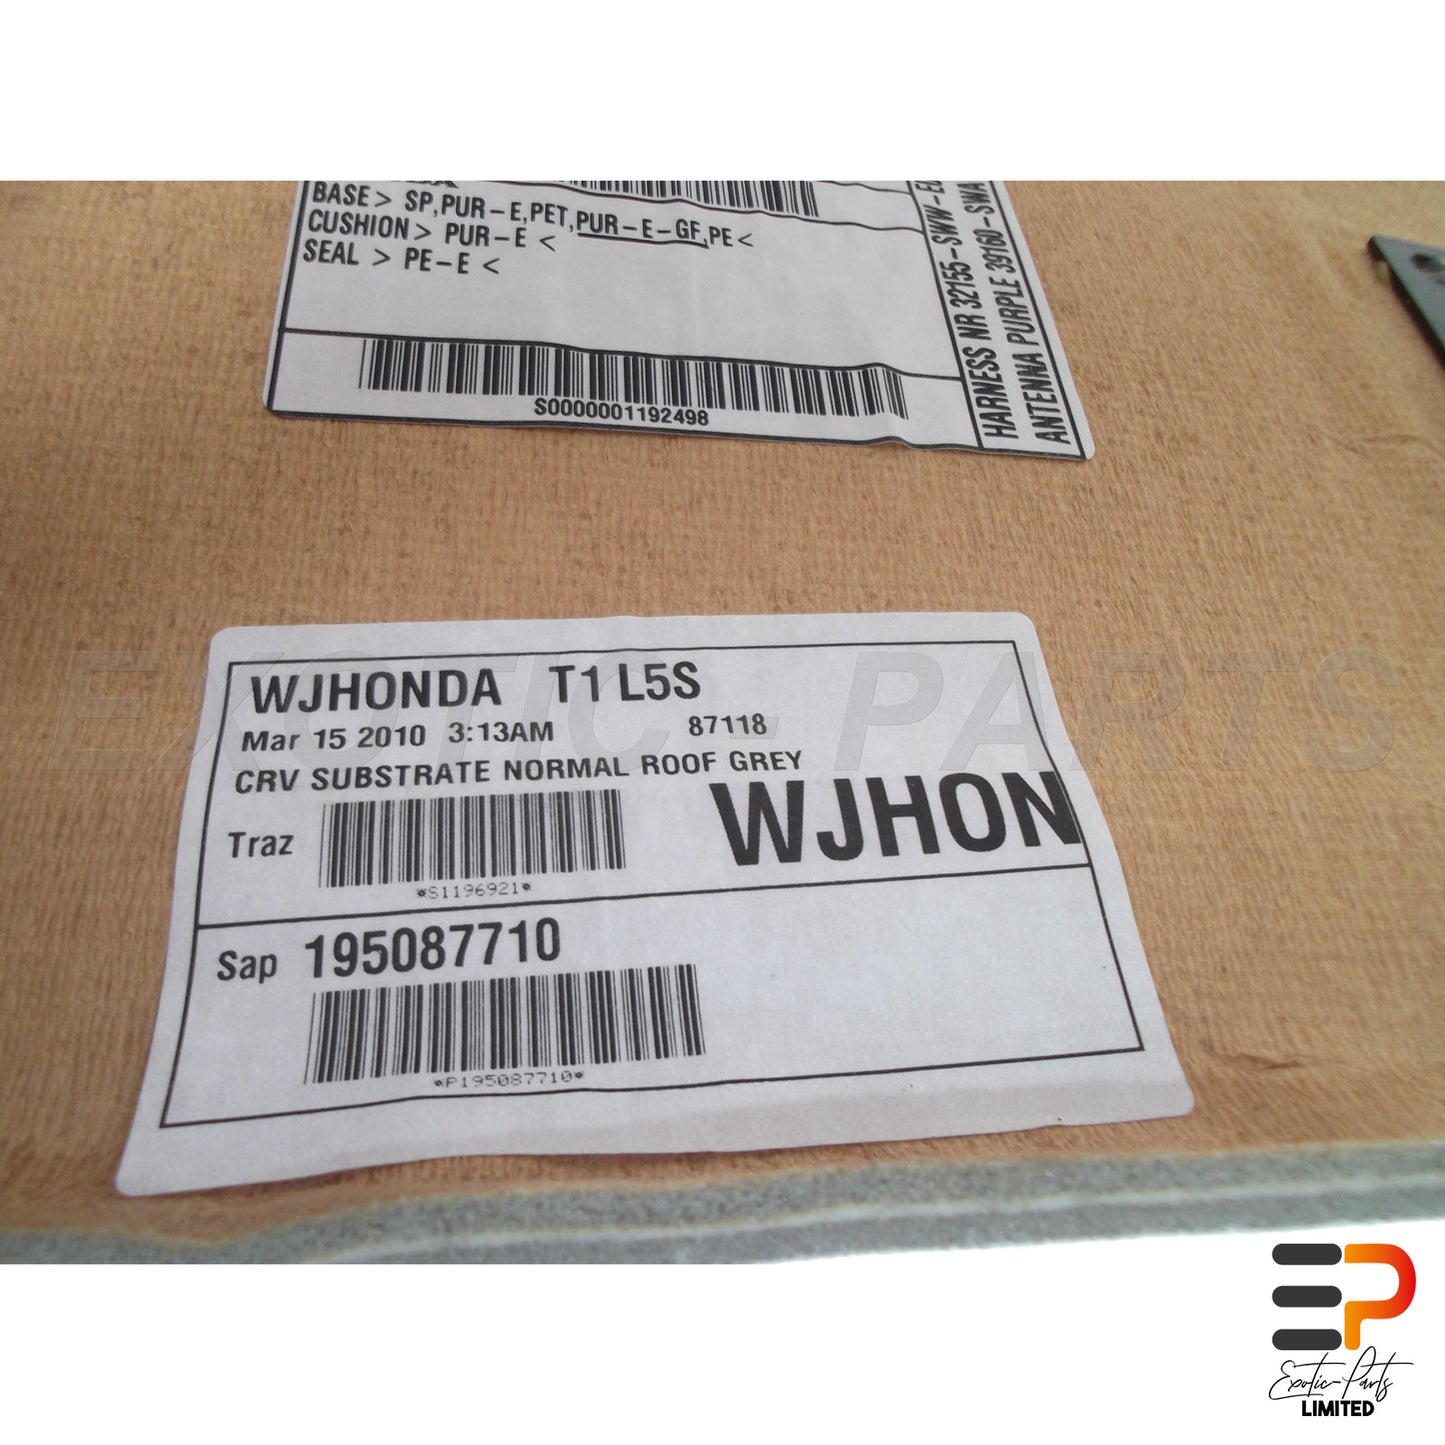 BASE> SP,PUR-E,PET,PUR-E-GF,PE<
CUSHION> PUR-E <
SEAL > PE-E <
S0000001192498
HARNESS NR 32155-SWW-E
ANTENNA PURPLE 39160-SWA
WJHONDA T1 L5S
Mar 15 2010 3:13AM 87118
CRV SUBSTRATE NORMAL ROOF GREY
WJHON
Traz
*S1196921*
Sap 195087710
*P195087710*
EXOTIC - PARTS
EP
Exotic-Parts
LIMITED